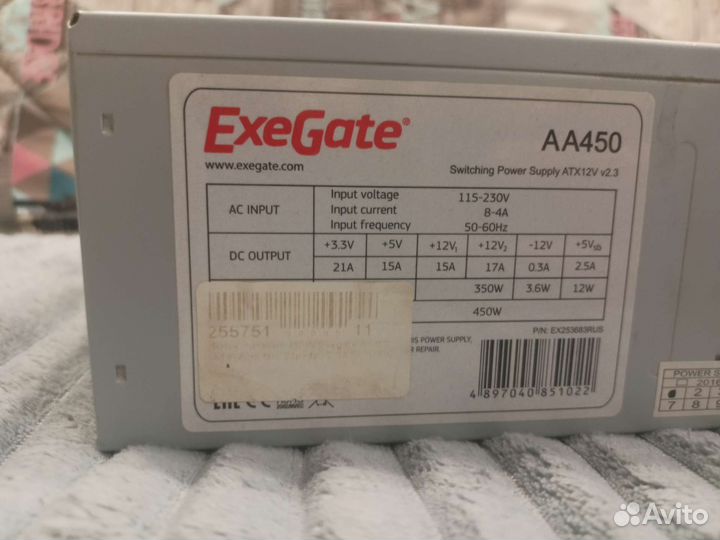 ExeGate®
AA450
www.exegate.com
Switching Power Supply ATX12V v2.3
AC INPUT
Input voltage 115-230V
Input current 8-4A
Input frequency 50-60Hz
DC OUTPUT
+3.3V +5V +12V1 +12V2 -12V +5Vsb
21A 15A 15A 17A 0.3A 2.5A
350W 3.6W 12W
450W
P/N: EX253683RUS
IS POWER SUPPLY,
R REPAIR.
255751
11
4 897040 851022
POWER S
2016
2
7 8 9
Avito